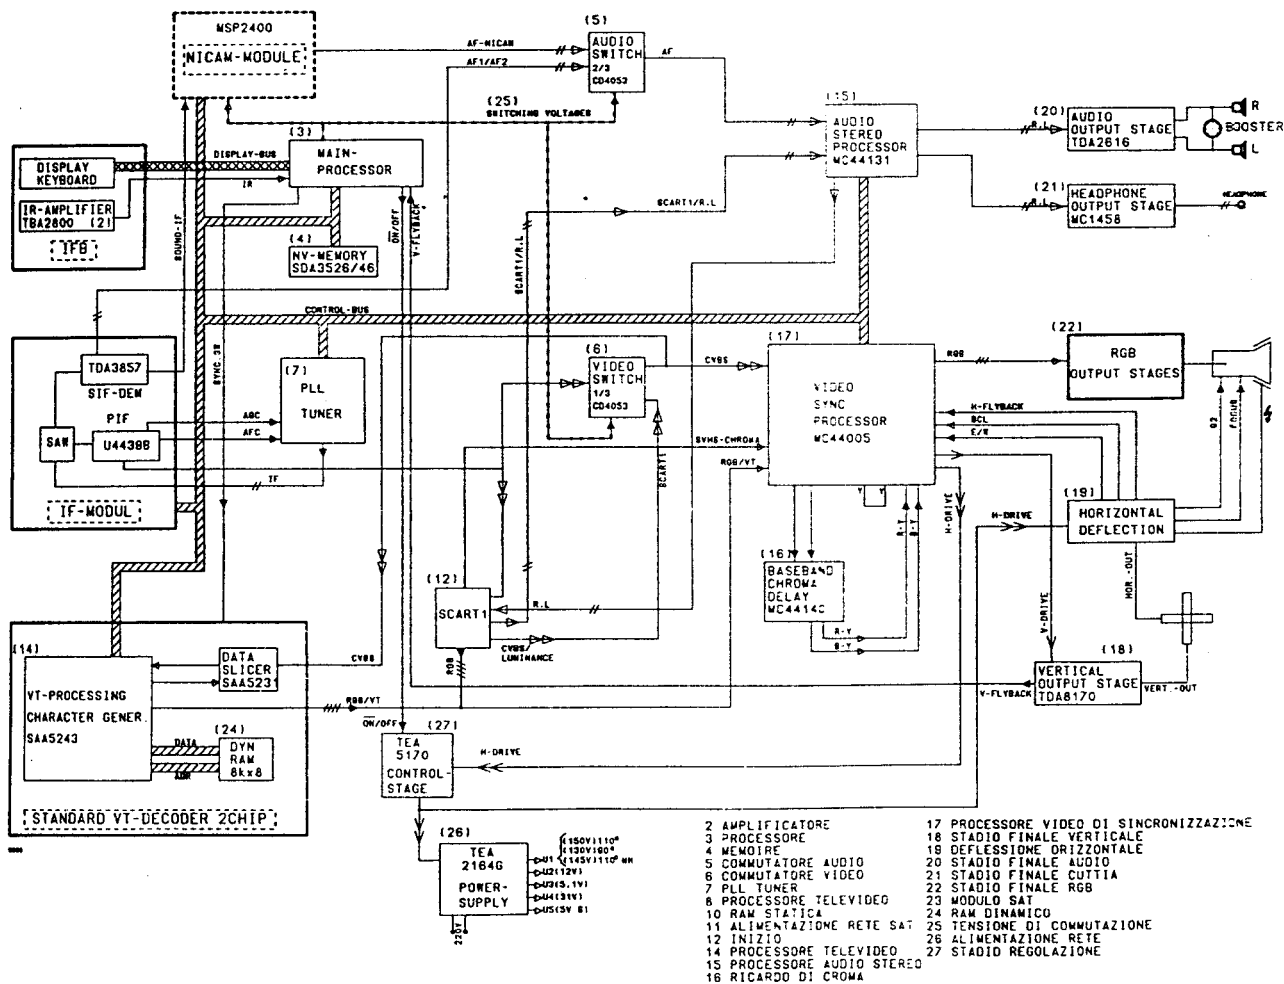 MSP2400
NICAM-MODULE
(5)
AUDIO
SWITCH
2/3
CD4053
AF-NICAM
AF1/AF2
AF
(25)
SWITCHING VOLTAGES
(3)
MAIN-
PROCESSOR
DISPLAY-BUS
IR
DISPLAY
KEYBOARD
IR-AMPLIFIER
TBA2800 (2)
IFB
SOUND-IF
(4)
NV-MEMORY
SDA3526/46
ON/OFF
V-FLYBACK
SCART1/R.L
SCART1/R.L
(15)
AUDIO
STEREO
PROCESSOR
MC44131
R.L
(20)
AUDIO
OUTPUT STAGE
TDA2616
R
BOOSTER
L
R.L
(21)
HEADPHONE
OUTPUT STAGE
MC1458
HEADPHONE
CONTROL-BUS
SYNC.
TDA3857
SIF-DEM
PIF
SAW
U4439B
IF-MODUL
AGC
AFC
IF
(7)
PLL
TUNER
(6)
VIDEO
SWITCH
1/3
CD4053
CVBS
SCART1
SVHS-CHROMA
RGB/VT
(17)
VIDEO
SYNC
PROCESSOR
MC44005
Y
Y
R-Y
B-Y
RGB
(22)
RGB
OUTPUT STAGES
G2
FOCUS
H-FLYBACK
BCL
E/W
H-DRIVE
H-DRIVE
(19)
HORIZONTAL
DEFLECTION
HOR.-OUT
V-DRIVE
(16)
BASEBAND
CHROMA
DELAY
MC44140
R-Y
B-Y
(12)
SCART1
R.L
CVBS/
LUMINANCE
RGB
(18)
VERTICAL
OUTPUT STAGE
TDA8170
VERT.-OUT
V-FLYBACK
(14)
VT-PROCESSING
CHARACTER GENER.
SAA5243
DATA
SLICER
SAA5231
CVBS
RGB/VT
(24)
DYN
RAM
8kx8
DATA
ADR
STANDARD VT-DECODER 2CHIP
ON/OFF
(27)
TEA
5170
CONTROL-
STAGE
H-DRIVE
(26)
TEA
2164G
POWER-
SUPPLY
220V
(150V)110°
(130V)90°
U1 (145V)110° MN
U2(12V)
U3(5,1V)
U4(31V)
U5(5V B)
2 AMPLIFICATORE
3 PROCESSORE
4 MEMOIRE
5 COMMUTATORE AUDIO
6 COMMUTATORE VIDEO
7 PLL TUNER
8 PROCESSORE TELEVIDEO
10 RAM STATICA
11 ALIMENTAZIONE RETE SAT
12 INIZIO
14 PROCESSORE TELEVIDEO
15 PROCESSORE AUDIO STEREO
16 RICARDO DI CROMA
17 PROCESSORE VIDEO DI SINCRONIZZAZIONE
18 STADIO FINALE VERTICALE
19 DEFLESSIONE ORIZZONTALE
20 STADIO FINALE AUDIO
21 STADIO FINALE CUTTIA
22 STADIO FINALE RGB
23 MODULO SAT
24 RAM DINAMICO
25 TENSIONE DI COMMUTAZIONE
26 ALIMENTAZIONE RETE
27 STADIO REGOLAZIONE